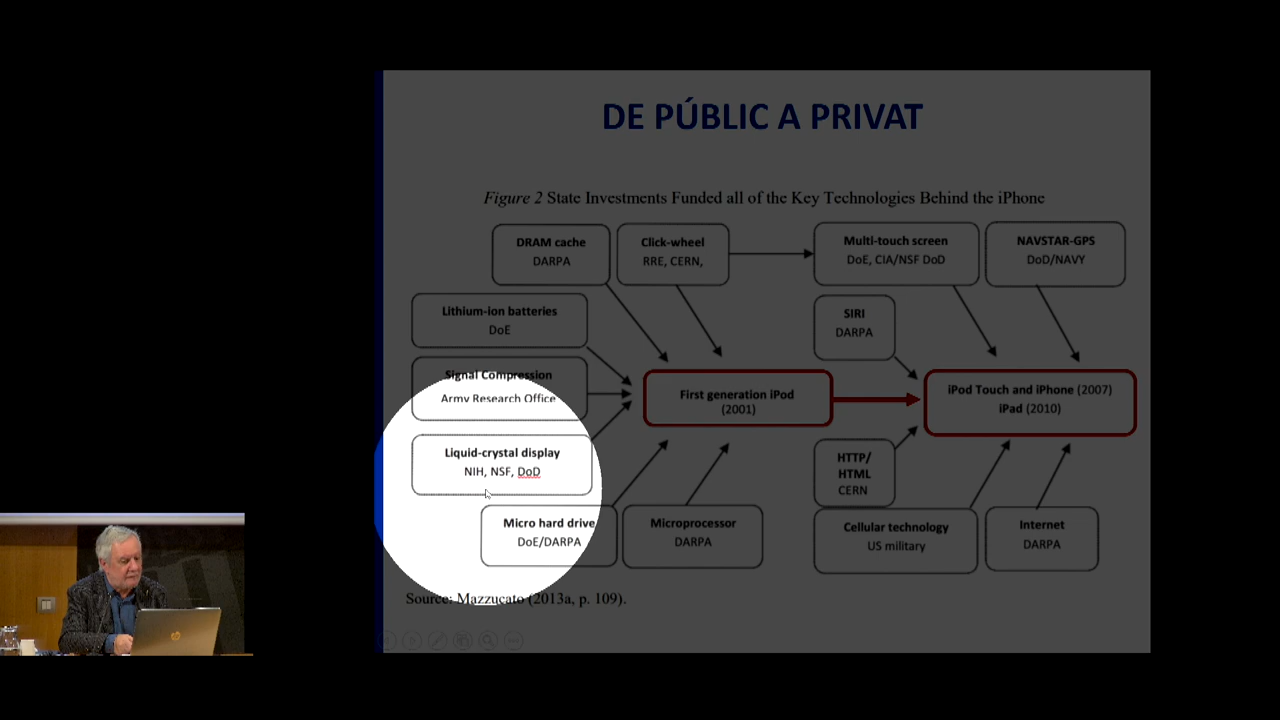 DE PÚBLIC A PRIVAT
Figure 2 State Investments Funded all of the Key Technologies Behind the iPhone
DRAM cache
DARPA
Click-wheel
RRE, CERN,
Multi-touch screen
DoE, CIA/NSF DoD
NAVSTAR-GPS
DoD/NAVY
Lithium-ion batteries
DoE
SIRI
DARPA
Signal Compression
Army Research Office
First generation iPod
(2001)
iPod Touch and iPhone (2007)
iPad (2010)
Liquid-crystal display
NIH, NSF, DoD
HTTP/
HTML
CERN
Micro hard drive
DoE/DARPA
Microprocessor
DARPA
Cellular technology
US military
Internet
DARPA
Source: Mazzucato (2013a, p. 109).
hp